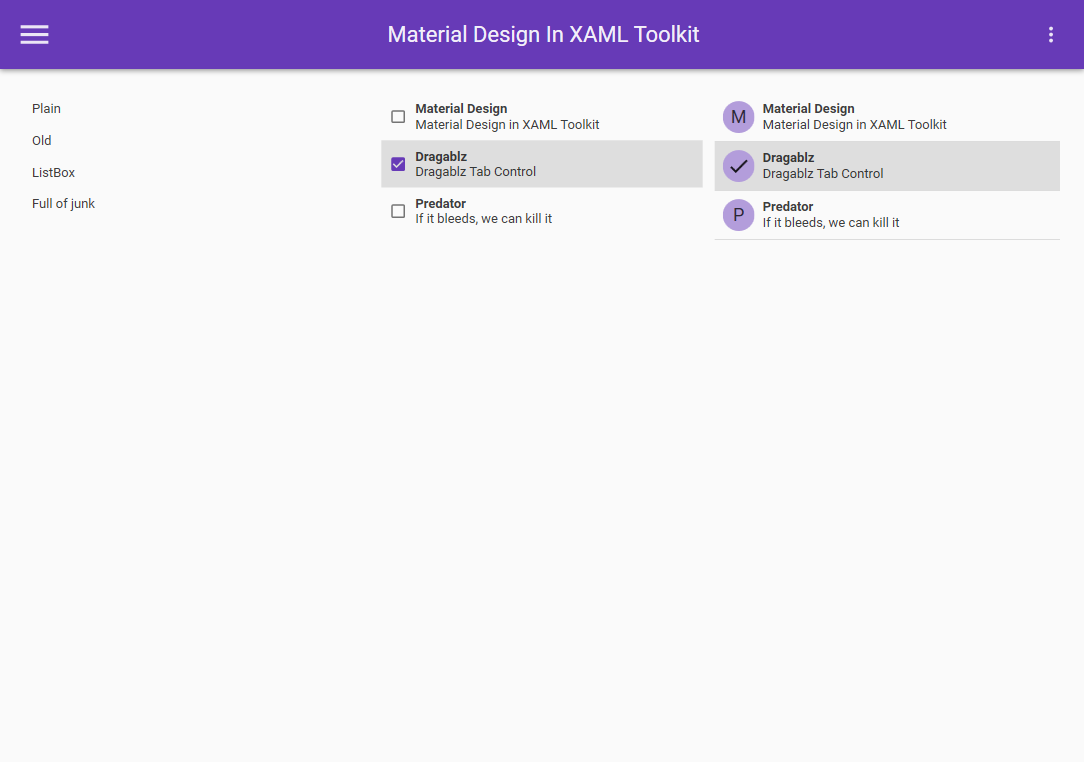 Material Design In XAML Toolkit
Plain
Old
ListBox
Full of junk
Material Design
Material Design in XAML Toolkit
Dragablz
Dragablz Tab Control
Predator
If it bleeds, we can kill it
M
Material Design
Material Design in XAML Toolkit
Dragablz
Dragablz Tab Control
P
Predator
If it bleeds, we can kill it